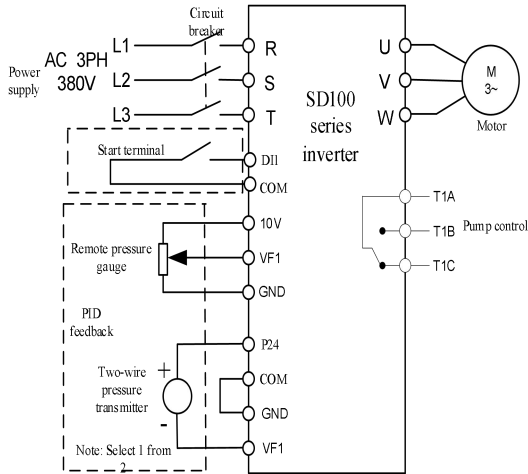 Circuit
breaker
L1
R
U
AC 3PH
380V
Power
supply
L2
S
V
M
3~
SD100
series
inverter
L3
T
W
Motor
Start terminal
DI1
COM
T1A
10V
T1B
Pump control
Remote pressure
gauge
VF1
T1C
GND
PID
feedback
P24
Two-wire
pressure
transmitter
+
COM
GND
-
Note: Select 1 from
2
VF1